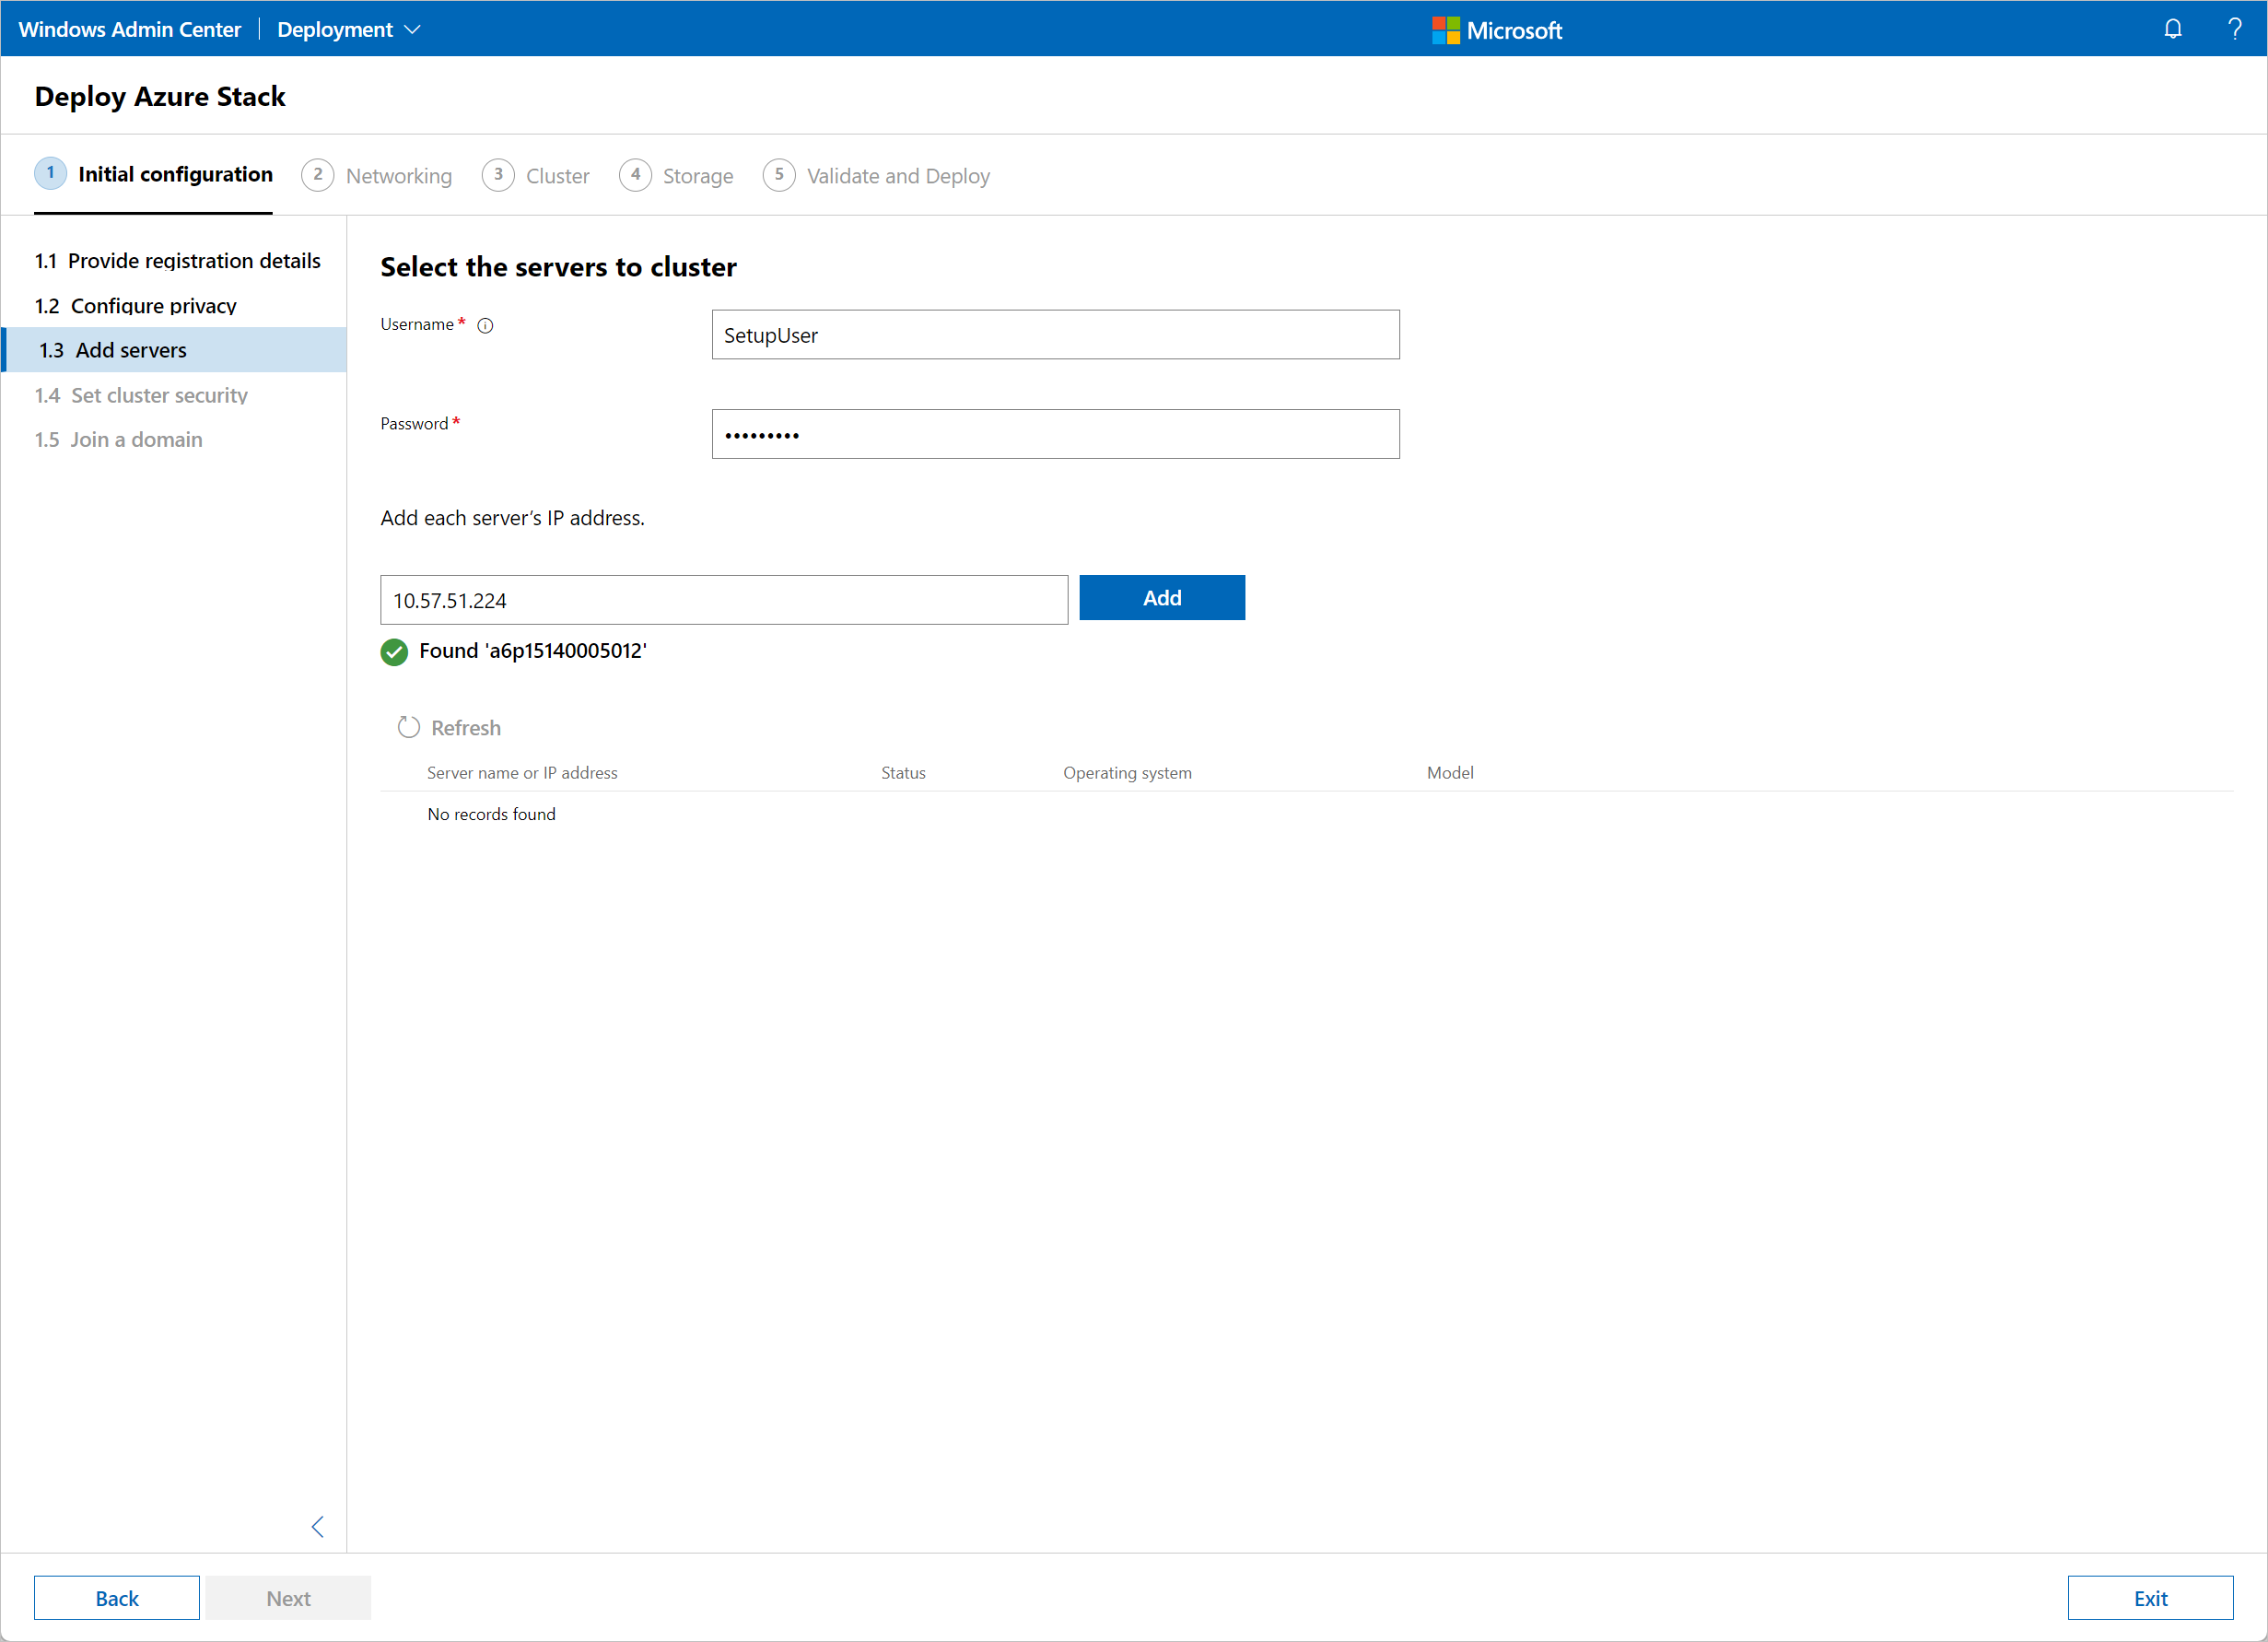 Windows Admin Center | Deployment
Microsoft
?
Deploy Azure Stack
1 Initial configuration
2 Networking
3 Cluster
4 Storage
5 Validate and Deploy
1.1 Provide registration details
1.2 Configure privacy
1.3 Add servers
1.4 Set cluster security
1.5 Join a domain
Select the servers to cluster
Username *
SetupUser
Password *
•••••••••
Add each server's IP address.
10.57.51.224
Add
Found 'a6p15140005012'
Refresh
Server name or IP address Status Operating system Model
No records found
Back Next Exit